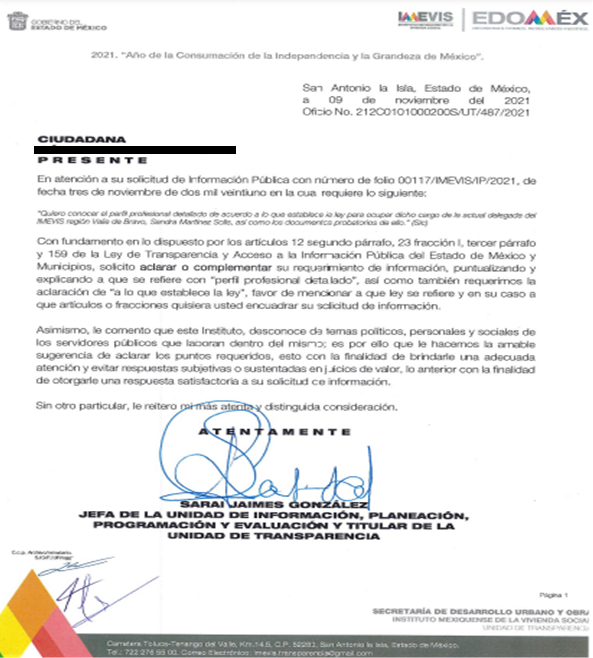 GOBIERNO DEL
ESTADO DE MÉXICO
IMEVIS
EDOMÉX
2021. "Año de la Consumación de la Independencia y la Grandeza de México".
San Antonio la Isla, Estado de México,
a 09 de noviembre del 2021
Oficio No. 212C0101000200S/UT/487/2021
CIUDADANA
PRESENTE
En atención a su solicitud de Información Pública con número de folio 00117/IMEVIS/IP/2021, de
fecha tres de noviembre de dos mil veintiuno en la cua requiere lo siguiente:
"Quiero conocer el perfil profesional detallado de acuerdo a lo que establece la ley para ocupar dicho cargo de la actual delegada del
IMEVIS región Valle de Bravo, Sandra Martínez Solís, así como los documentos probatorios de ello." (Sic)
Con fundamento en lo dispuesto por los artículos 12 segundo párrafo, 23 fracción I, tercer párrafo
y 159 de la Ley de Transparencia y Acceso a la Información Pública del Estado de México y
Municipios, solicito aclarar o complementar su requerimiento de información, puntualizando y
explicando a que se refiere con "perfil profesional detallado", así como también requerimos la
aclaración de "a lo que establece la ley", favor de mencionar a que ley se refiere y en su caso a
que artículos o fracciones quisiera usted encuadrar su solicitud de información.
Asimismo, le comento que este Instituto, desconoce de temas políticos, personales y sociales de
los servidores públicos que laboran dentro del mismo; es por ello que le hacemos la amable
sugerencia de aclarar los puntos requeridos, esto con la finalidad de brindarle una adecuada
atención y evitar respuestas subjetivas o sustentadas en juicios de valor, lo anterior con la finalidad
de otorgarle una respuesta satisfactoria a su solicitud de información.
Sin otro particular, le reitero mi más atenta y distinguida consideración.
ATENTAMENTE
SARAI JAIMES GONZÁLEZ
JEFA DE LA UNIDAD DE INFORMACIÓN, PLANEACIÓN,
PROGRAMACIÓN Y EVALUACIÓN Y TITULAR DE LA
UNIDAD DE TRANSPARENCIA
C.c.p. Archivo/minutario.
Página 1
SECRETARÍA DE DESARROLLO URBANO Y OBRA
INSTITUTO MEXIQUENSE DE LA VIVIENDA SOCIAL
UNIDAD DE TRANSPARENCIA
Carretera Toluca-Tenango del Valle, Km.14.5, C.P. 52280, San Antonio la Isla, Estado de México.
Tel.: 722 276 93 00. Correo Electrónico: imevis.transparencia@gmail.com